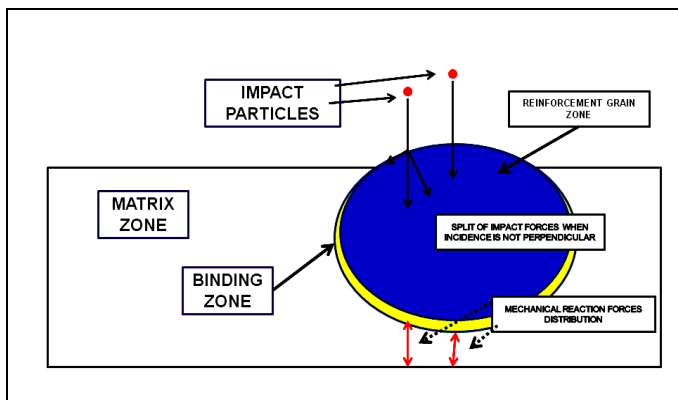 IMPACT
PARTICLES
REINFORCEMENT GRAIN
ZONE
MATRIX
ZONE
SPLIT OF IMPACT FORCES WHEN
INCIDENCE IS NOT PERPENDICULAR
BINDING
ZONE
MECHANICAL REACTION FORCES
DISTRIBUTION